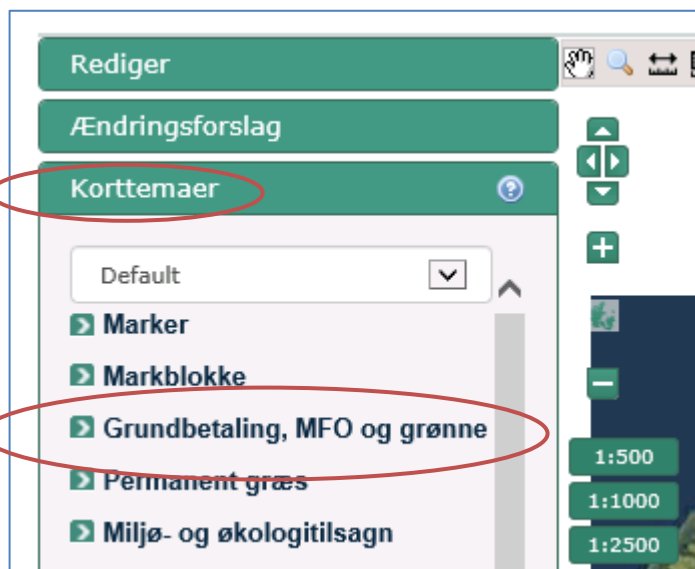 Rediger
Ændringsforslag
Korttemaer
Default
Marker
Markblokke
Grundbetaling, MFO og grønne
Permanent græs
Miljø- og økologitilsagn
1:500
1:1000
1:2500